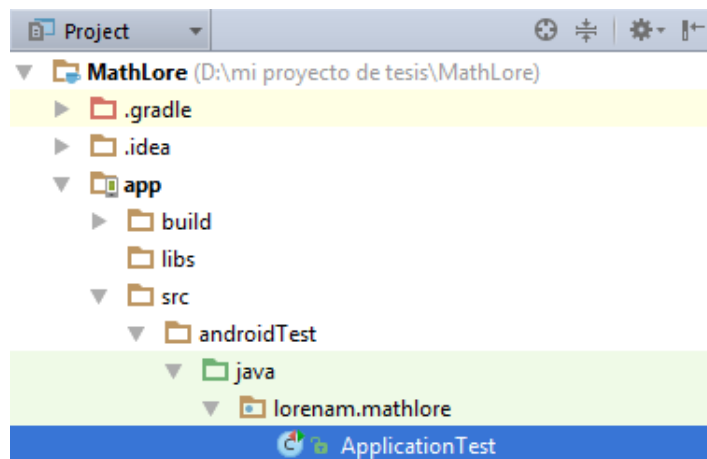 Project
MathLore (D:\mi proyecto de tesis\MathLore)
.gradle
.idea
app
build
libs
src
androidTest
java
lorenam.mathlore
ApplicationTest